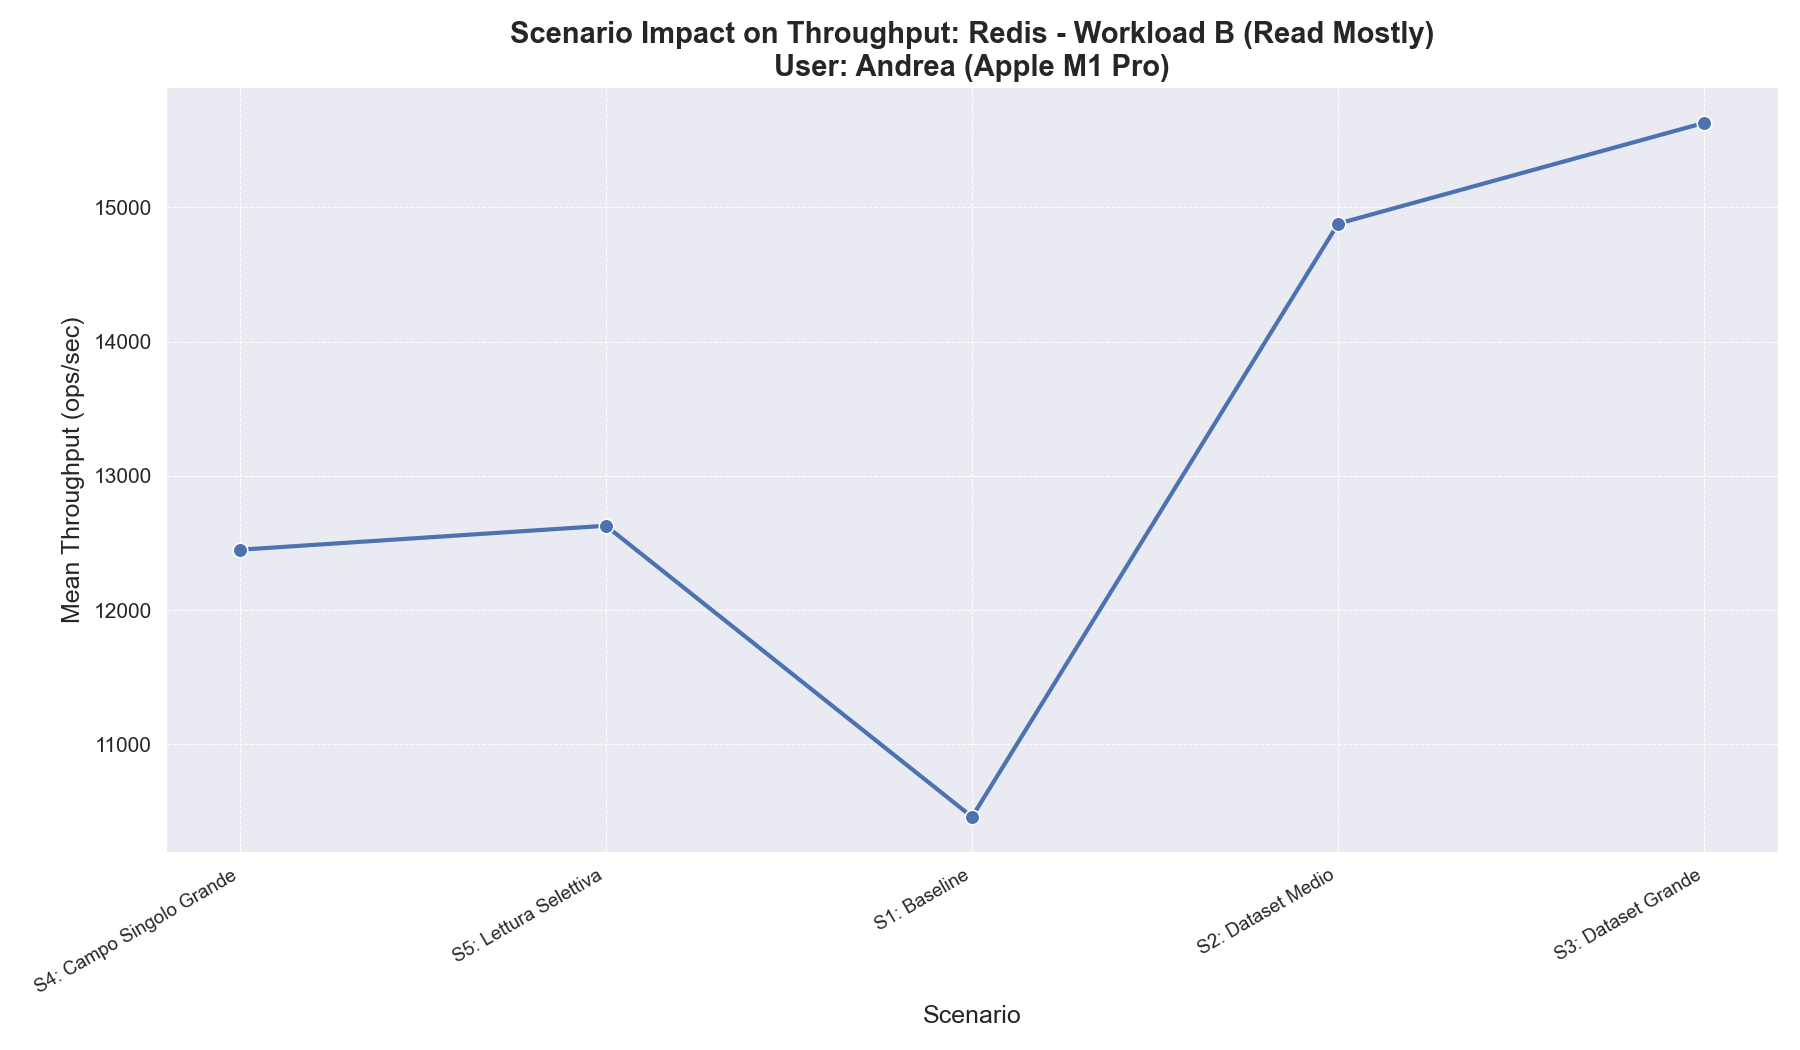 Scenario Impact on Throughput: Redis - Workload B (Read Mostly)
User: Andrea (Apple M1 Pro)
Mean Throughput (ops/sec)
15000
14000
13000
12000
11000
S4: Campo Singolo Grande
S5: Lettura Selettiva
S1: Baseline
S2: Dataset Medio
S3: Dataset Grande
Scenario